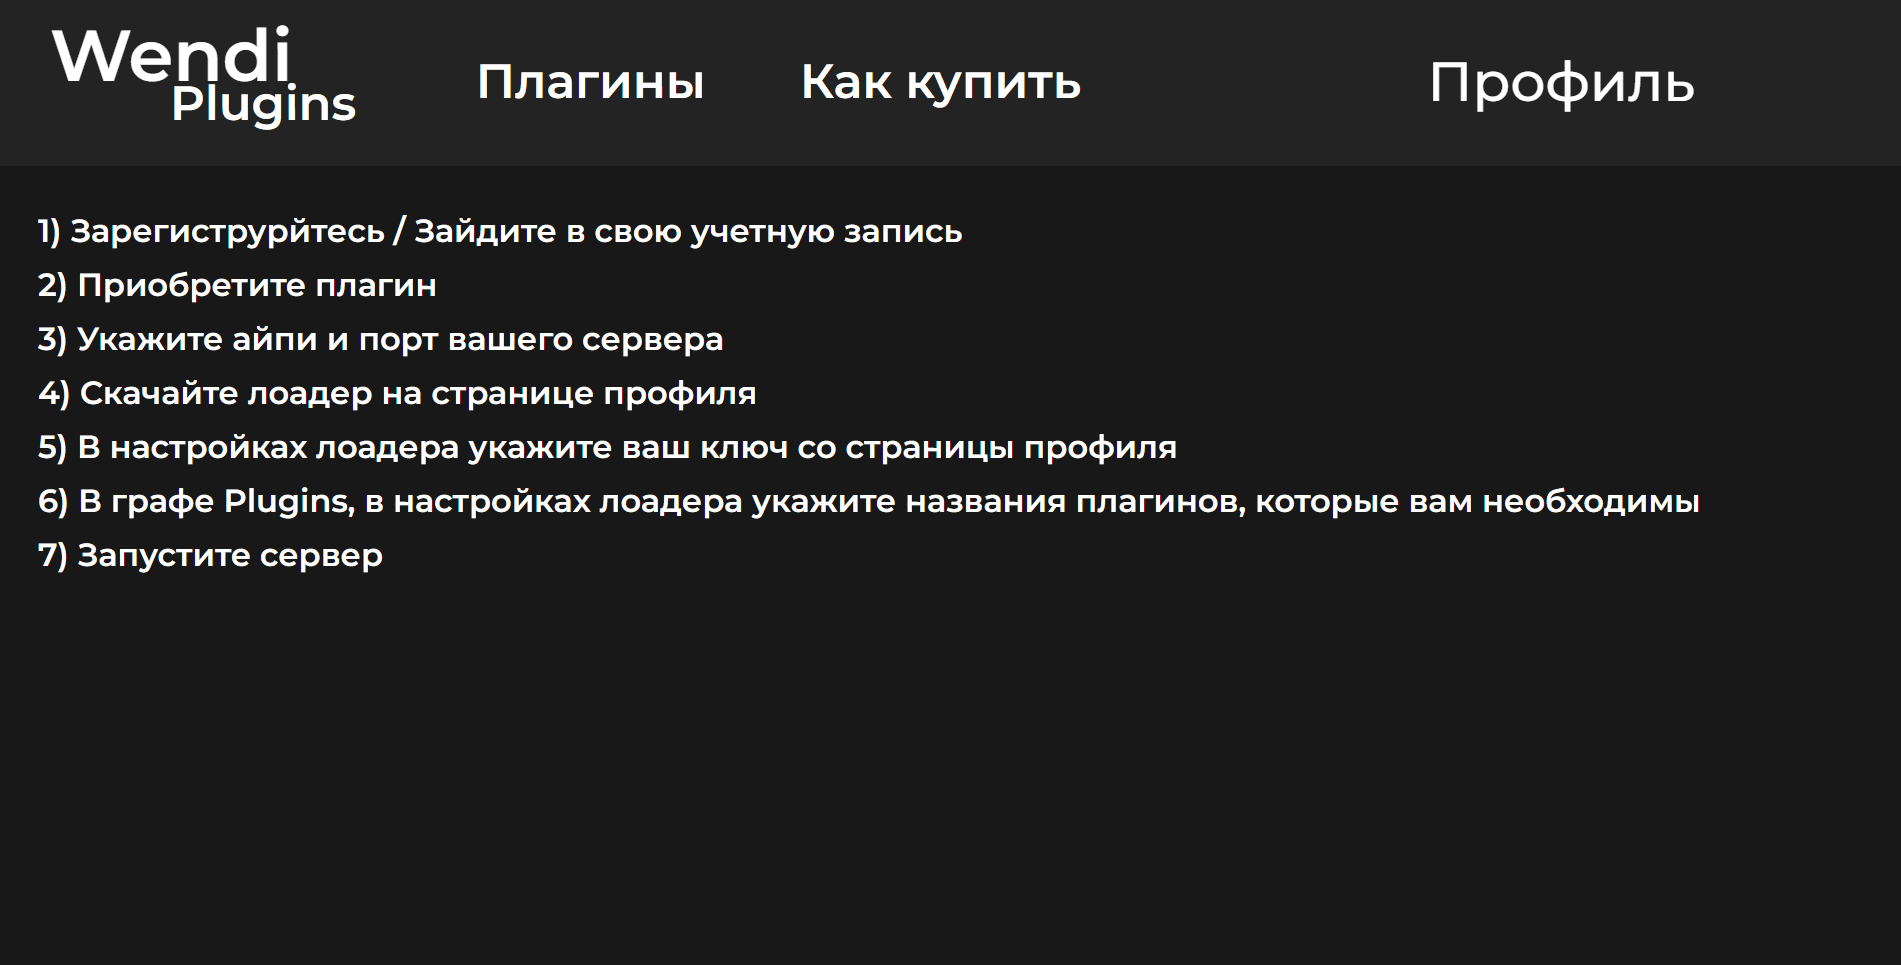 Wendi
Plugins
Плагины
Как купить
Профиль
1) Зарегиструрйтесь / Зайдите в свою учетную запись
2) Приобретите плагин
3) Укажите айпи и порт вашего сервера
4) Скачайте лоадер на странице профиля
5) В настройках лоадера укажите ваш ключ со страницы профиля
6) В графе Plugins, в настройках лоадера укажите названия плагинов, которые вам необходимы
7) Запустите сервер